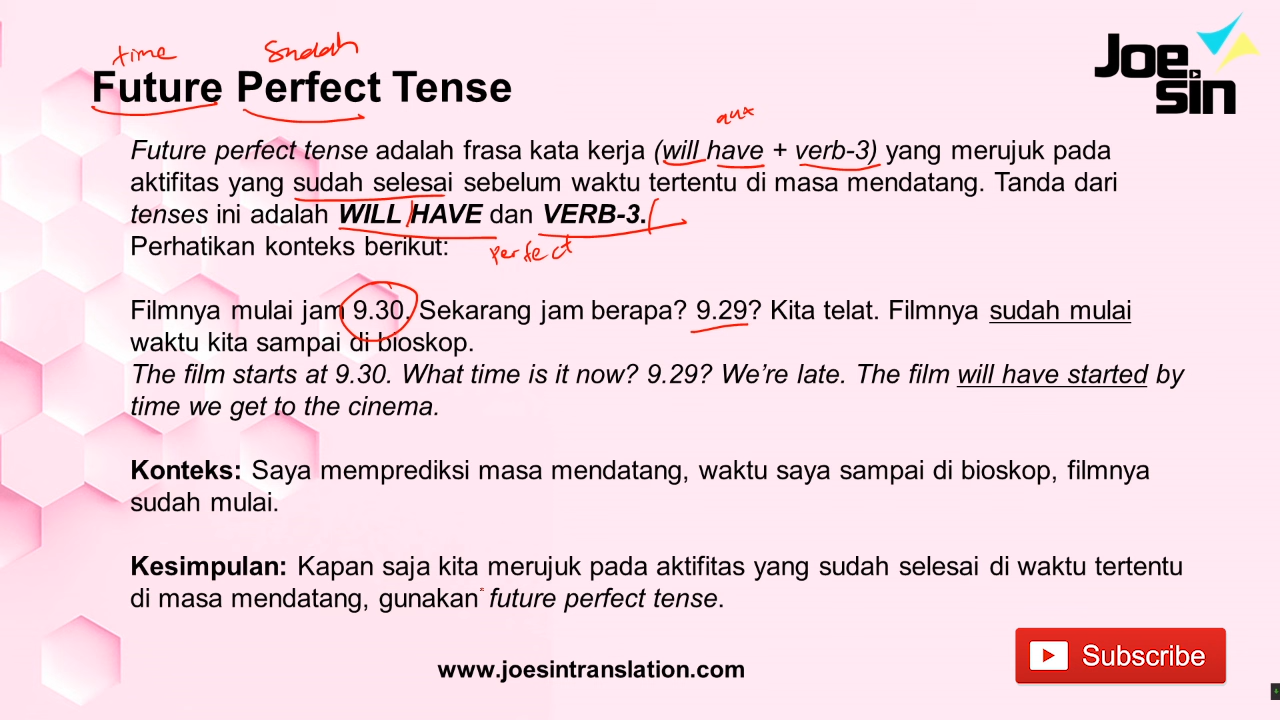 time Sudah
Future Perfect Tense
Joe
sin
aux
Future perfect tense adalah frasa kata kerja (will have + verb-3) yang merujuk pada
aktifitas yang sudah selesai sebelum waktu tertentu di masa mendatang. Tanda dari
tenses ini adalah WILL HAVE dan VERB-3.
perfect
Perhatikan konteks berikut:
Filmnya mulai jam 9.30. Sekarang jam berapa? 9.29? Kita telat. Filmnya sudah mulai
waktu kita sampai di bioskop.
The film starts at 9.30. What time is it now? 9.29? We’re late. The film will have started by
time we get to the cinema.
Konteks: Saya memprediksi masa mendatang, waktu saya sampai di bioskop, filmnya
sudah mulai.
Kesimpulan: Kapan saja kita merujuk pada aktifitas yang sudah selesai di waktu tertentu
di masa mendatang, gunakan future perfect tense.
www.joesintranslation.com
Subscribe